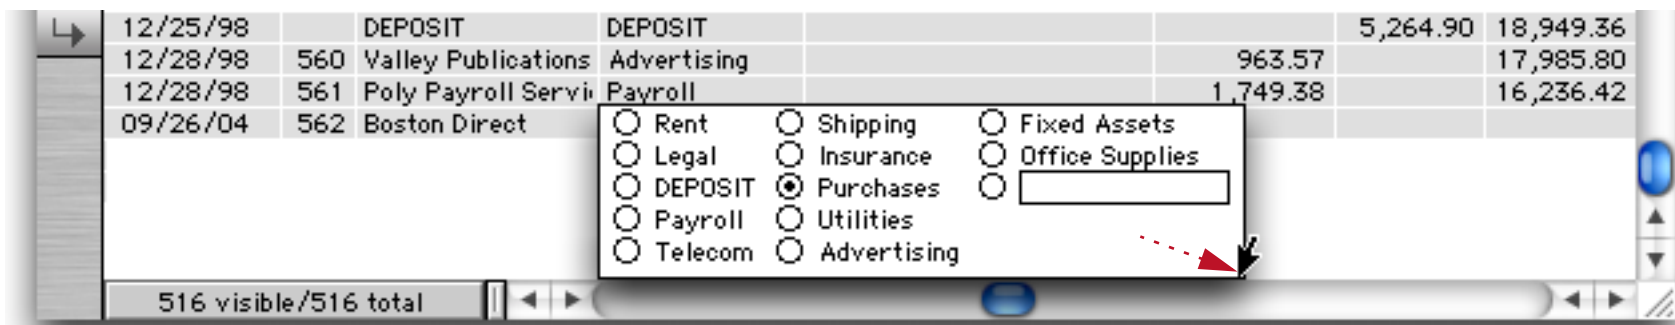 12/25/98 DEPOSIT DEPOSIT 5,264.90 18,949.36
12/28/98 560 Valley Publications Advertising 963.57 17,985.80
12/28/98 561 Poly Payroll Servi Payroll 1,749.38 16,236.42
09/26/04 562 Boston Direct
Rent Shipping Fixed Assets
Legal Insurance Office Supplies
DEPOSIT Purchases
Payroll Utilities
Telecom Advertising
516 visible/516 total